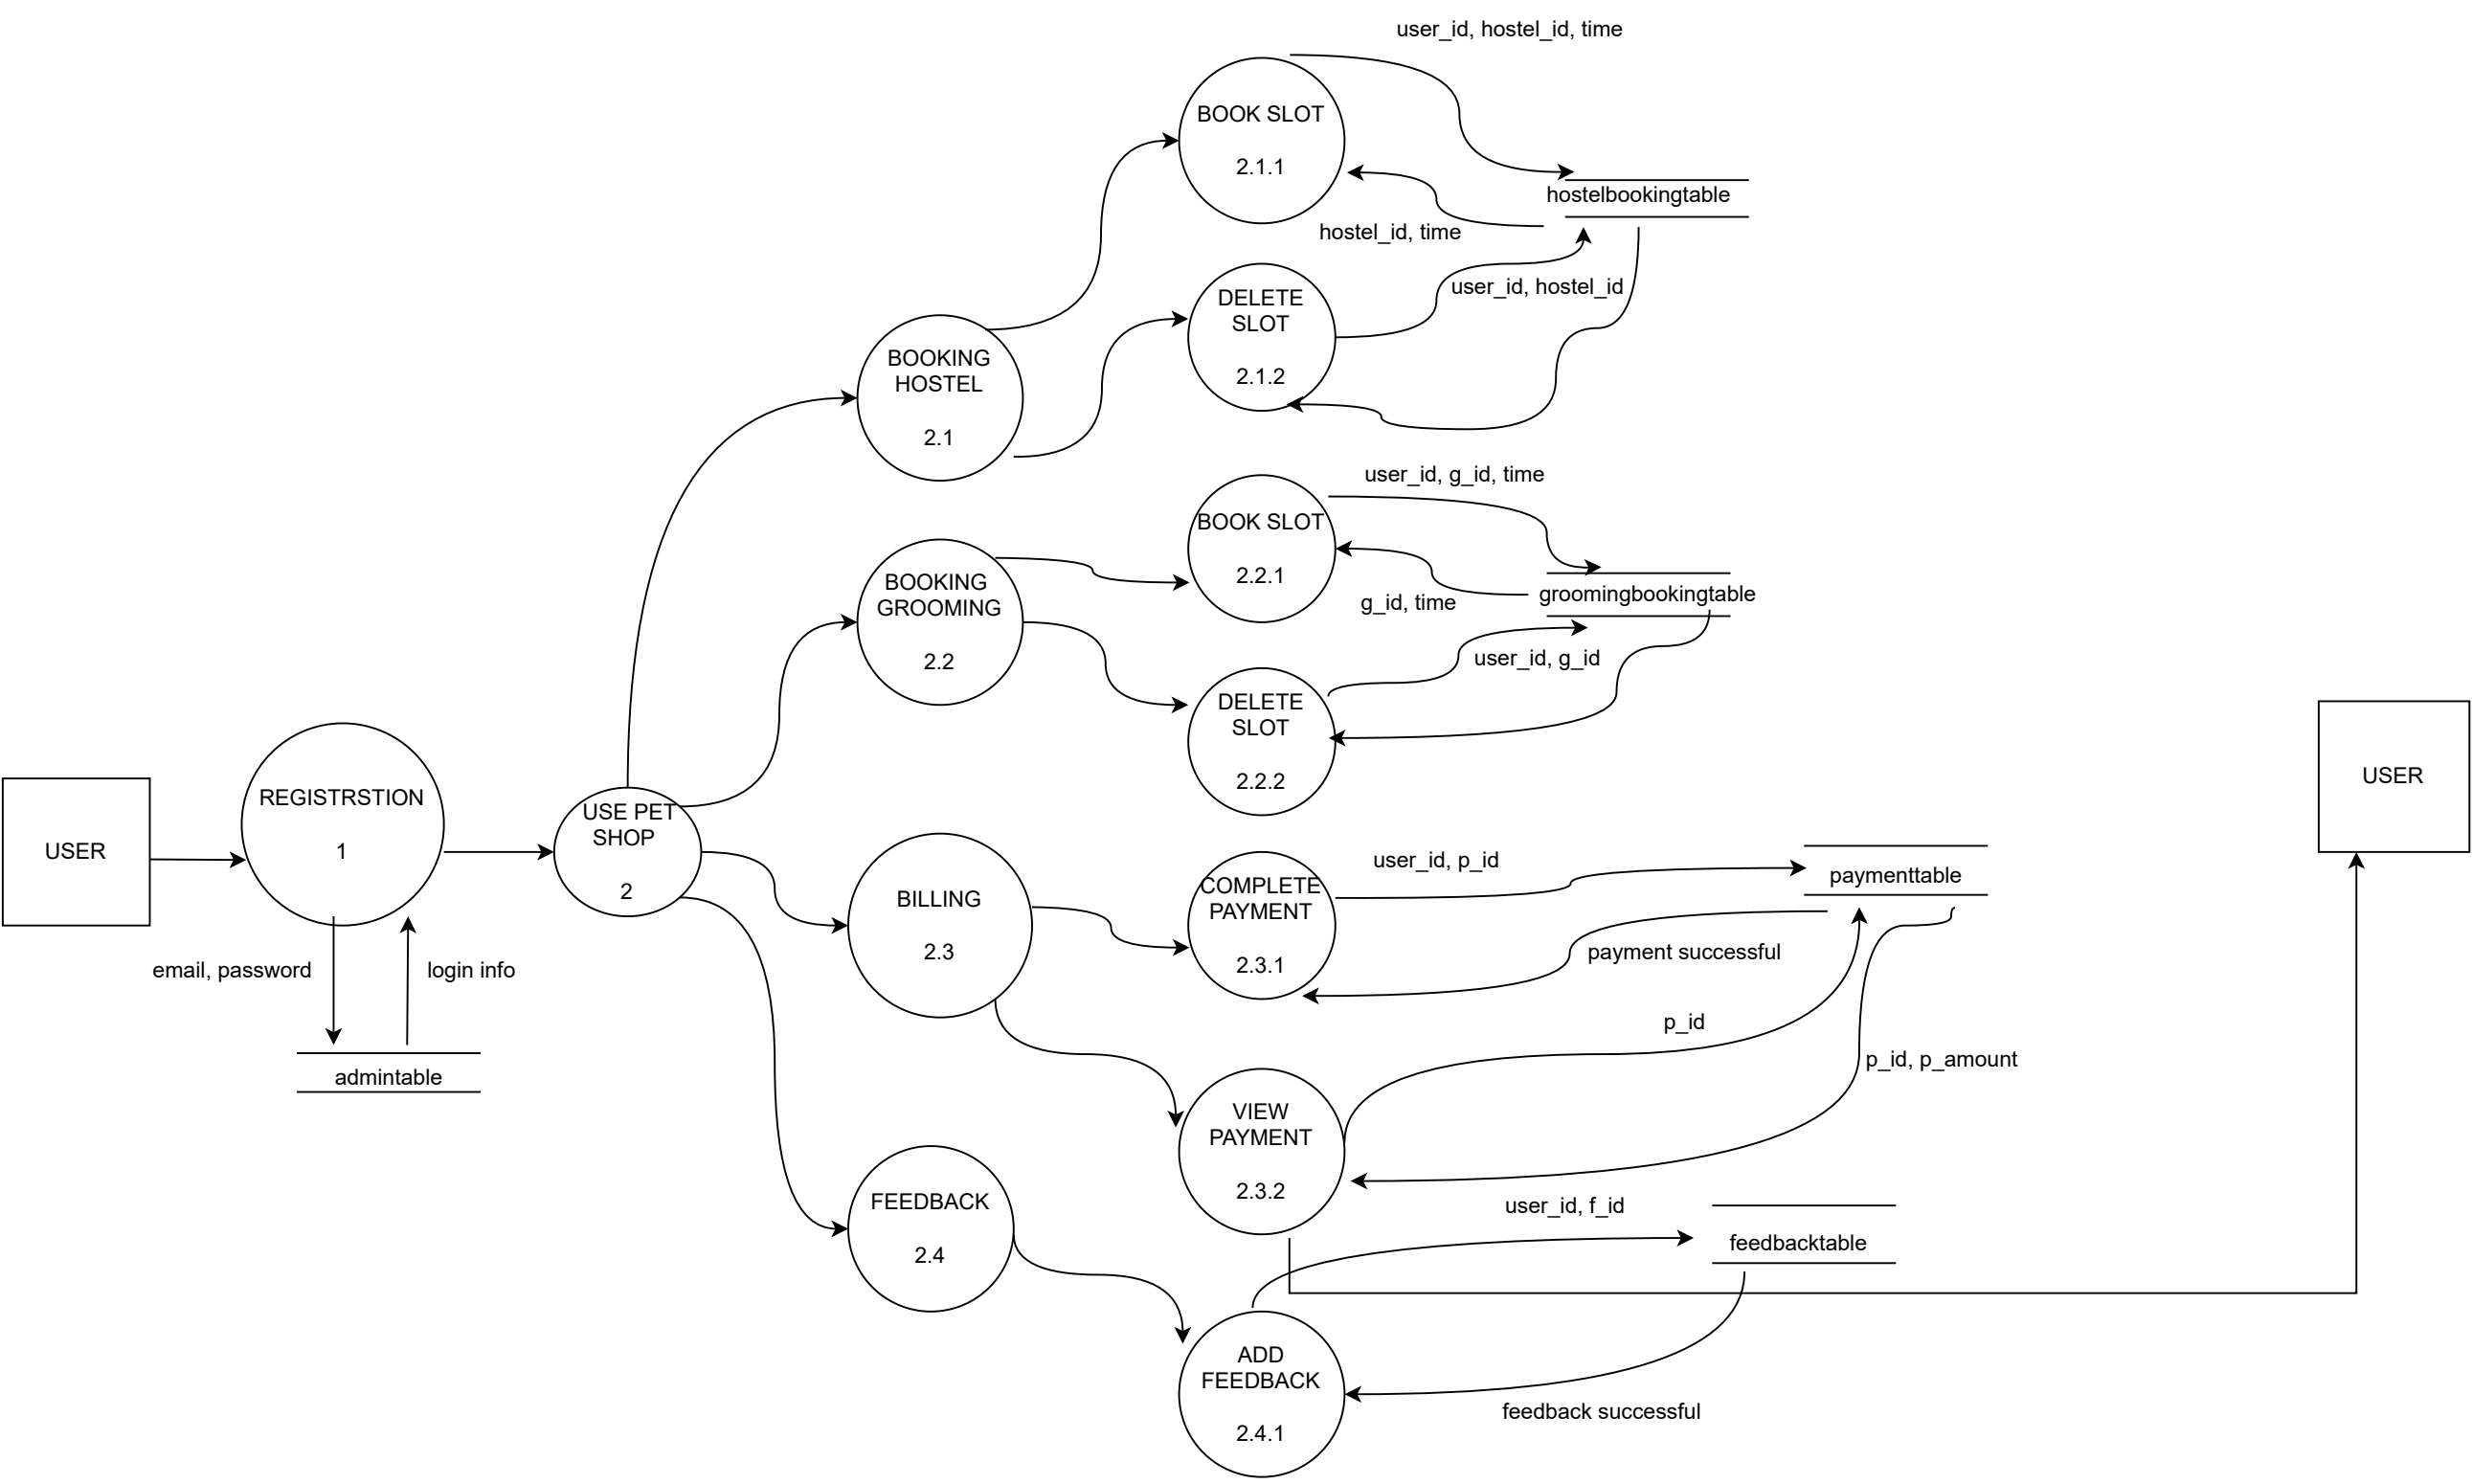 user_id, hostel_id, time
BOOK SLOT
2.1.1
hostelbookingtable
hostel_id, time
DELETE
SLOT
2.1.2
user_id, hostel_id
BOOKING
HOSTEL
2.1
user_id, g_id, time
BOOK SLOT
2.2.1
groomingbookingtable
g_id, time
BOOKING
GROOMING
2.2
user_id, g_id
DELETE
SLOT
2.2.2
USER
REGISTRSTION
1
USER
USE PET
SHOP
2
email, password
login info
admintable
BILLING
2.3
COMPLETE
PAYMENT
2.3.1
user_id, p_id
paymenttable
payment successful
p_id
p_id, p_amount
VIEW
PAYMENT
2.3.2
FEEDBACK
2.4
user_id, f_id
feedbacktable
ADD
FEEDBACK
2.4.1
feedback successful